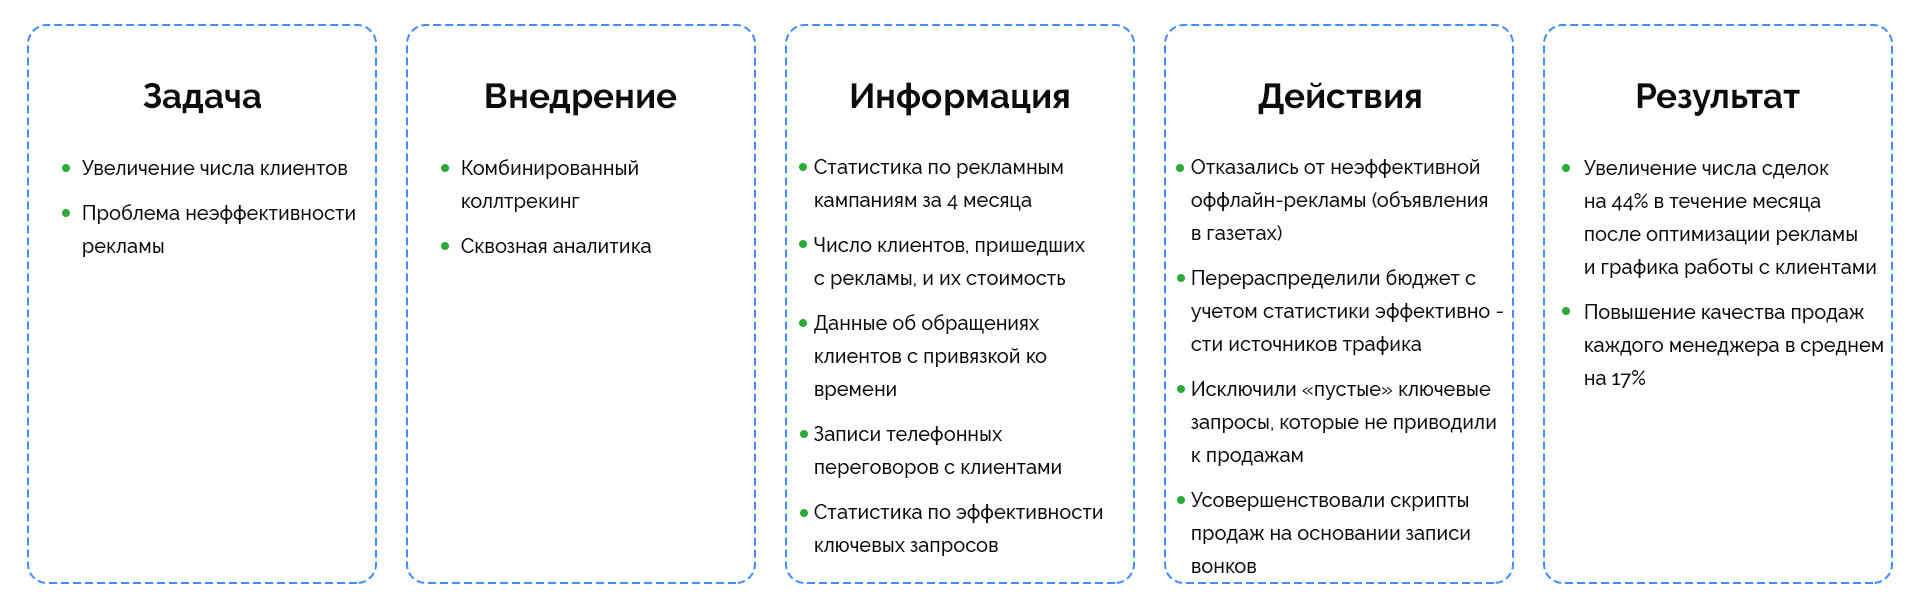 Задача
Увеличение числа клиентов
Проблема неэффективности
рекламы
Внедрение
Комбинированный
коллтрекинг
Сквозная аналитика
Информация
Статистика по рекламным
кампаниям за 4 месяца
Число клиентов, пришедших
с рекламы, и их стоимость
Данные об обращениях
клиентов с привязкой ко
времени
Записи телефонных
переговоров с клиентами
Статистика по эффективности
ключевых запросов
Действия
Отказались от неэффективной
оффлайн-рекламы (объявления
в газетах)
Перераспределили бюджет с
учетом статистики эффективно -
сти источников трафика
Исключили «пустые» ключевые
запросы, которые не приводили
к продажам
Усовершенствовали скрипты
продаж на основании записи
вонков
Результат
Увеличение числа сделок
на 44% в течение месяца
после оптимизации рекламы
и графика работы с клиентами
Повышение качества продаж
каждого менеджера в среднем
на 17%